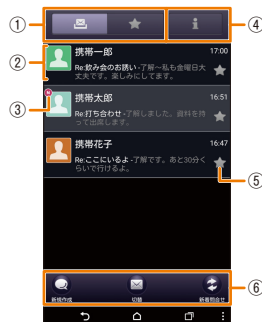 ① ④
② 携帯一郎 17:00
Re:飲み会のお誘い-了解～私も金曜日大
丈夫です。楽しみにしてます。
③ N 携帯太郎 16:51
Re:打ち合わせ-了解しました。資料を持
って出席します。
携帯花子 16:47
Re:ここにいるよ-了解です。あと30分く
らいで行けるよ。
⑤
⑥
新規作成 切替 新着問合せ